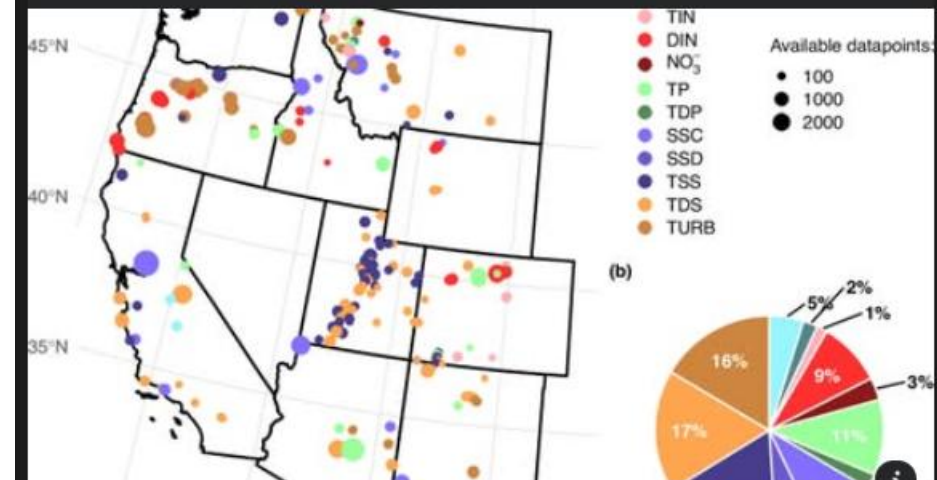 45°N
40°N
35°N
TIN
DIN
NO₃⁻
TP
TDP
SSC
SSD
TSS
TDS
TURB
Available datapoints:
100
1000
2000
(b)
5%
2%
1%
9%
3%
11%
16%
17%